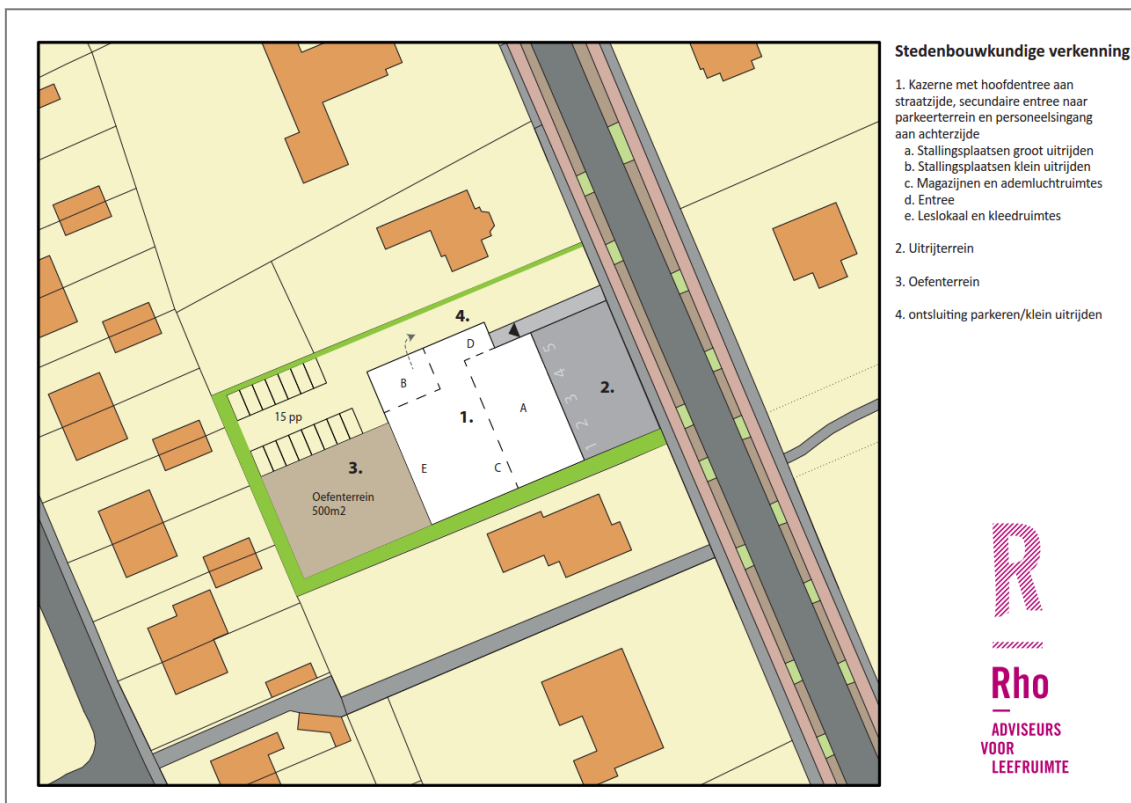 Stedenbouwkundige verkenning
1. Kazerne met hoofdentree aan
straatzijde, secundaire entree naar
parkeerterrein en personeelsingang
aan achterzijde
a. Stallingsplaatsen groot uitrijden
b. Stallingsplaatsen klein uitrijden
c. Magazijnen en ademluchtruimtes
d. Entree
e. Leslokaal en kleedruimtes
2. Uitrijterrein
3. Oefenterrein
4. ontsluiting parkeren/klein uitrijden
4.
D
B
5
4
3
2
1
2.
A
1.
15 pp
E
C
3.
Oefenterrein
500m2
R
Rho
ADVISEURS
VOOR
LEEFRUIMTE